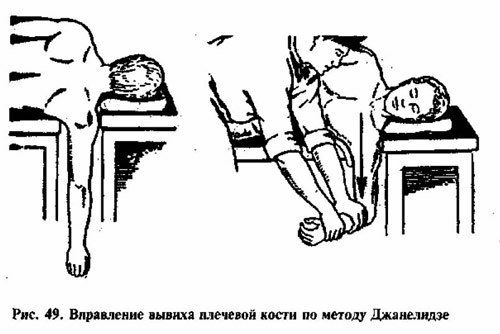 Рис. 49. Вправление вывиха плечевой кости по методу Джанелидзе